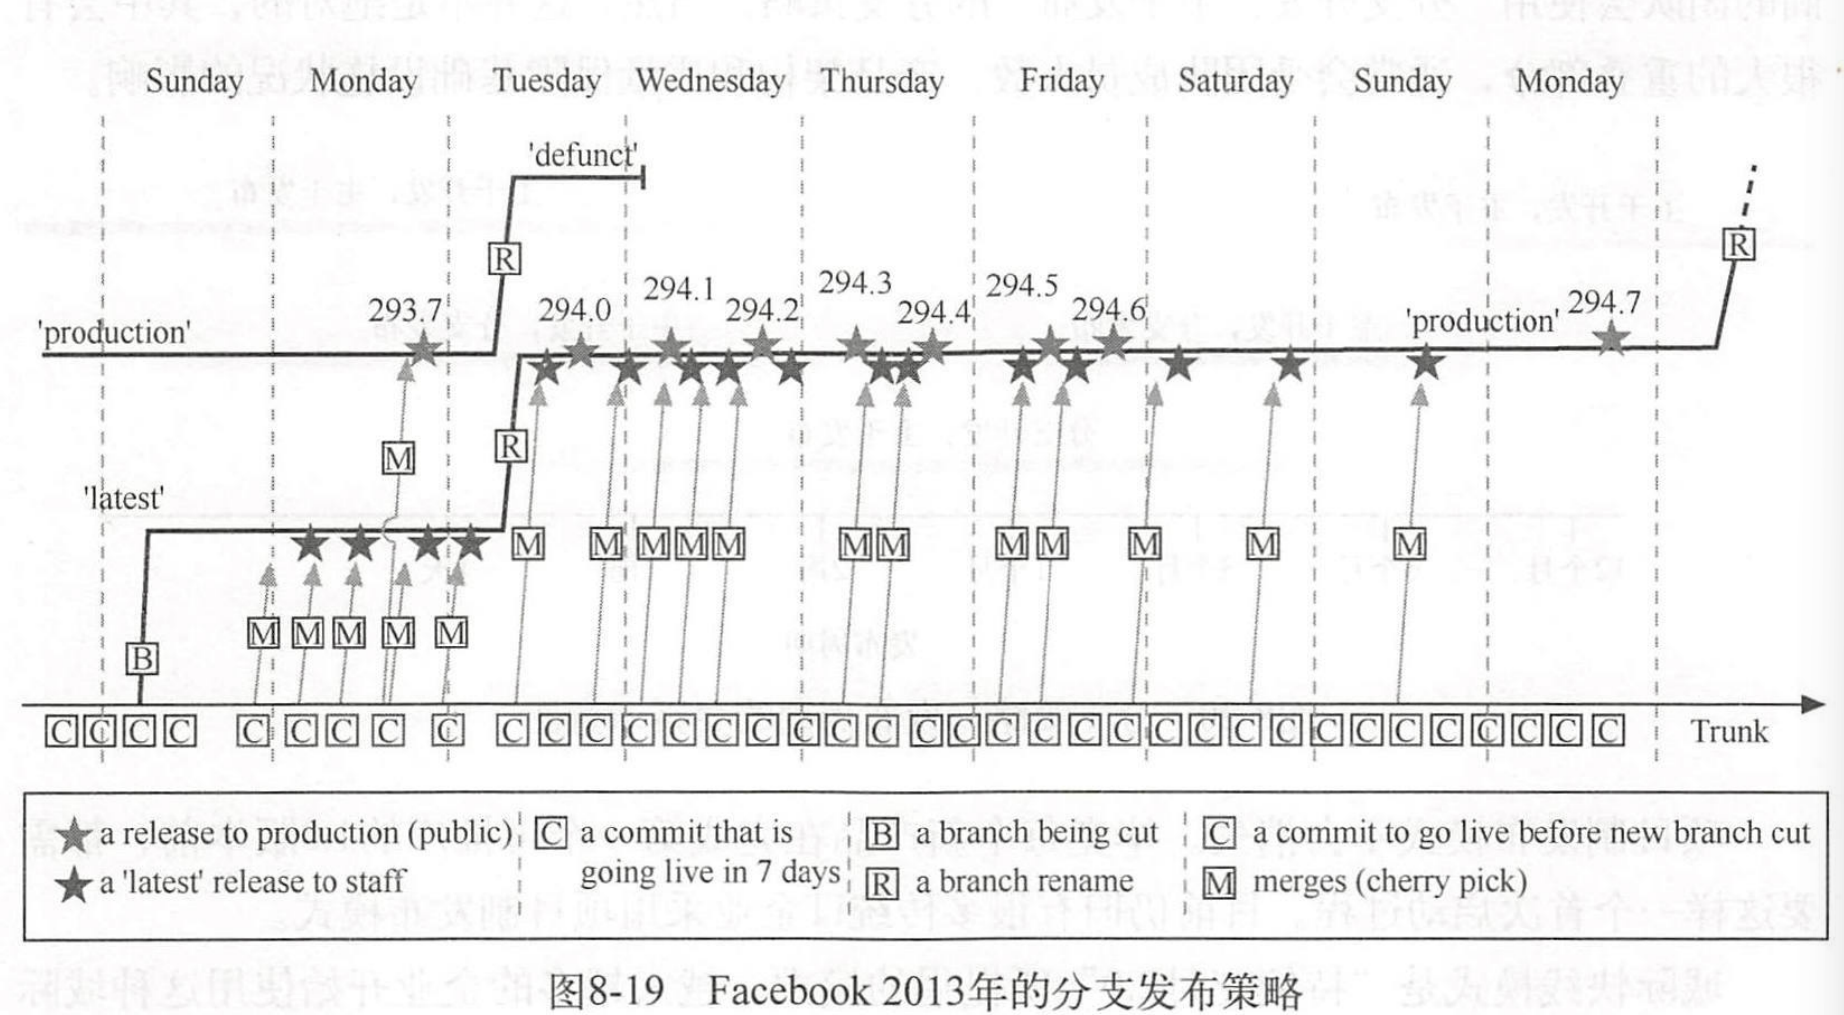 Sunday Monday Tuesday Wednesday Thursday Friday Saturday Sunday Monday
'defunct'
R
R
293.7 294.0 294.1 294.2 294.3 294.4 294.5 294.6 294.7
'production' 'production'
M R
'latest'
M M M M M M M M M M M M
M M M M M
B
C C C C C C C C C C C C C C C C C C C C C C C C C C C C C C C C C C C C Trunk
a release to production (public) C a commit that is going live in 7 days B a branch being cut C a commit to go live before new branch cut
a 'latest' release to staff R a branch rename M merges (cherry pick)
图8-19 Facebook 2013年的分支发布策略